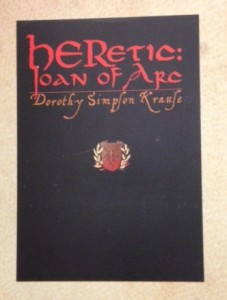 HERetic:
Joan of Arc
Dorothy Simpson Krause